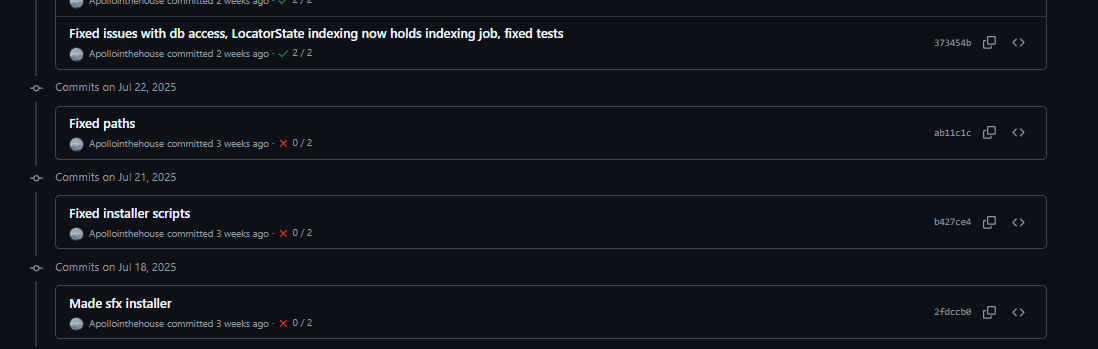 Apollointhehouse committed 2 weeks ago · 2 / 2
Fixed issues with db access, LocatorState indexing now holds indexing job, fixed tests
373454b
Apollointhehouse committed 2 weeks ago · 2 / 2
Commits on Jul 22, 2025
Fixed paths
ab11c1c
Apollointhehouse committed 3 weeks ago · 0 / 2
Commits on Jul 21, 2025
Fixed installer scripts
b427ce4
Apollointhehouse committed 3 weeks ago · 0 / 2
Commits on Jul 18, 2025
Made sfx installer
2fdccb0
Apollointhehouse committed 3 weeks ago · 0 / 2